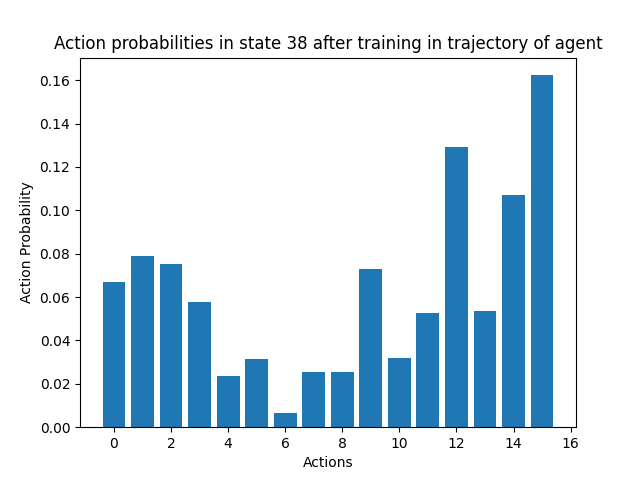 Action probabilities in state 38 after training in trajectory of agent
0.16
0.14
0.12
0.10
0.08
0.06
0.04
0.02
0.00
Action Probability
0 2 4 6 8 10 12 14 16
Actions